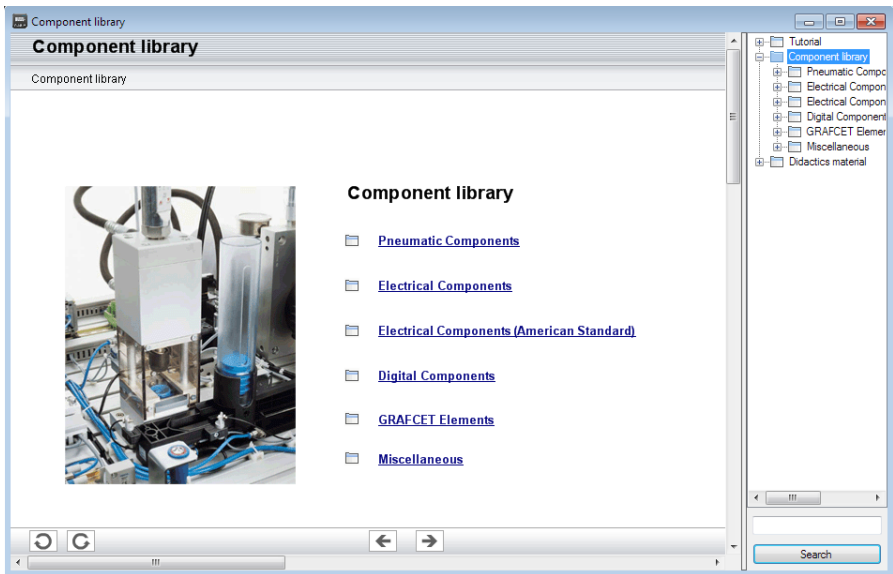 Component library
Component library
Component library
Component library
Pneumatic Components
Electrical Components
Electrical Components (American Standard)
Digital Components
GRAFCET Elements
Miscellaneous
Tutorial
Component library
Pneumatic Compo
Electrical Compon
Electrical Compon
Digital Component
GRAFCET Elemen
Miscellaneous
Didactics material
Search